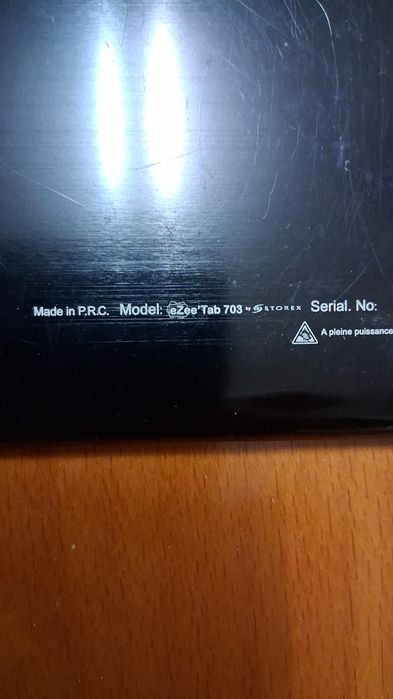 Made in P.R.C. Model: eZee'Tab 703 by STOREX Serial. No:
A pleine puissance